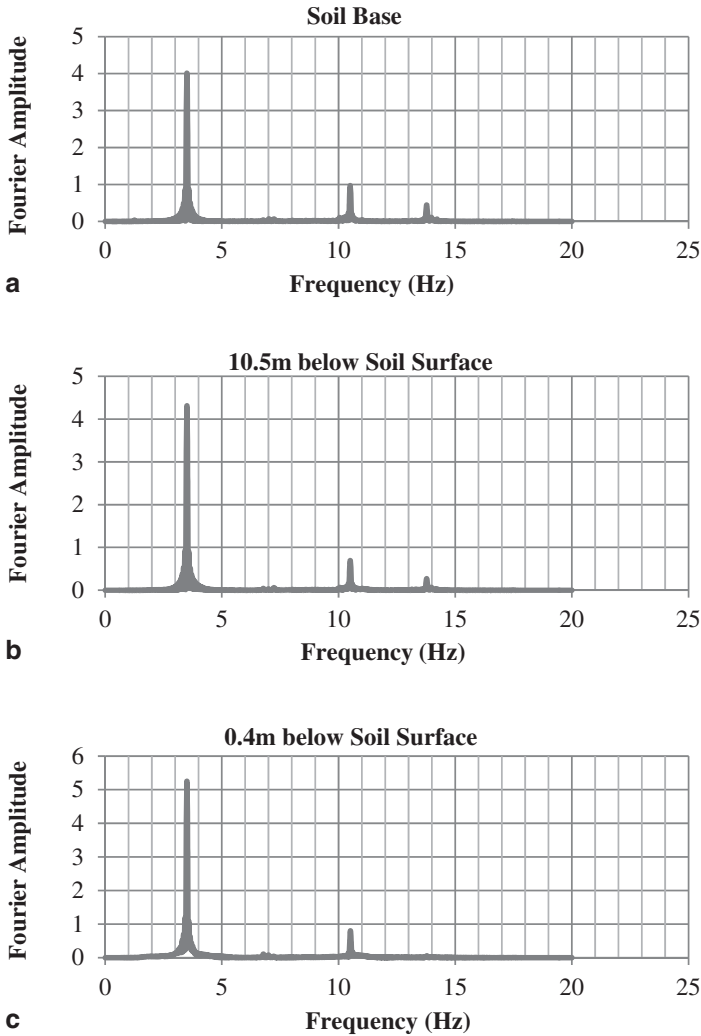 Soil Base
Fourier Amplitude
5
4
3
2
1
0
0 5 10 15 20 25
Frequency (Hz)
a
10.5m below Soil Surface
Fourier Amplitude
5
4
3
2
1
0
0 5 10 15 20 25
Frequency (Hz)
b
0.4m below Soil Surface
Fourier Amplitude
6
5
4
3
2
1
0
0 5 10 15 20 25
Frequency (Hz)
c